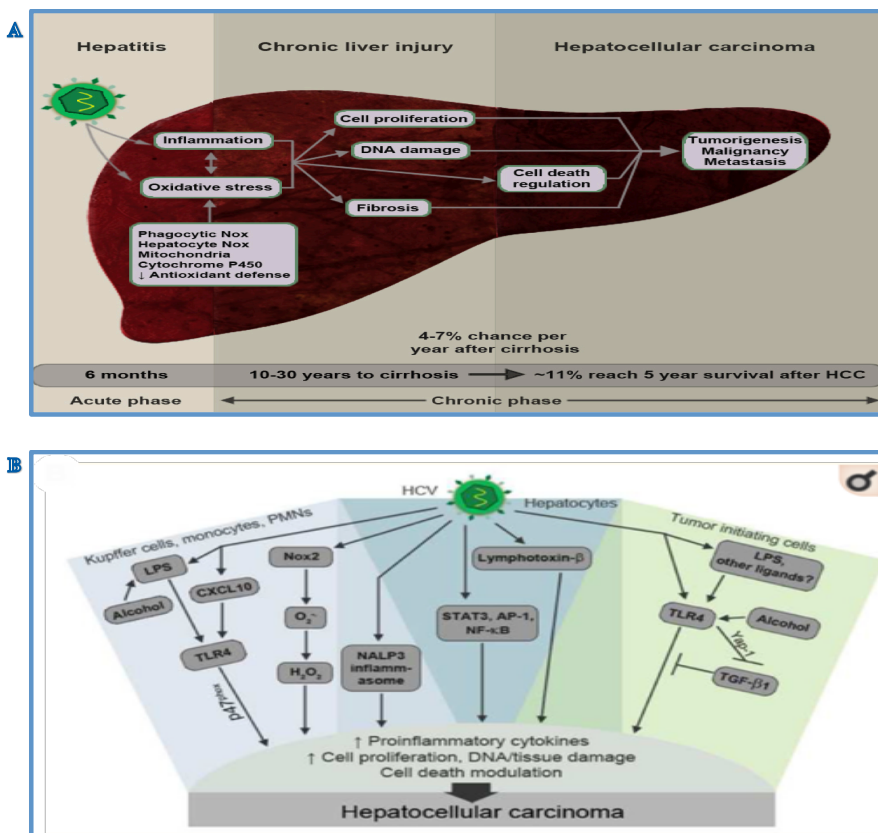 A
Hepatitis
Chronic liver injury
Hepatocellular carcinoma
Inflammation
Oxidative stress
Phagocytic Nox
Hepatocyte Nox
Mitochondria
Cytochrome P450
↓ Antioxidant defense
Cell proliferation
DNA damage
Cell death
regulation
Fibrosis
Tumorigenesis
Malignancy
Metastasis
4-7% chance per
year after cirrhosis
6 months
10-30 years to cirrhosis
~11% reach 5 year survival after HCC
Acute phase
Chronic phase
B
HCV
Kupffer cells, monocytes, PMNs
Hepatocytes
Tumor initiating cells
LPS
Alcohol
CXCL10
TLR4
p47phox
Nox2
O₂⁻
H₂O₂
NALP3
inflamm-
asome
STAT3, AP-1,
NF-κB
Lymphotoxin-β
LPS,
other ligands?
TLR4
Alcohol
Yap-1
TGF-β1
↑ Proinflammatory cytokines
↑ Cell proliferation, DNA/tissue damage
Cell death modulation
Hepatocellular carcinoma